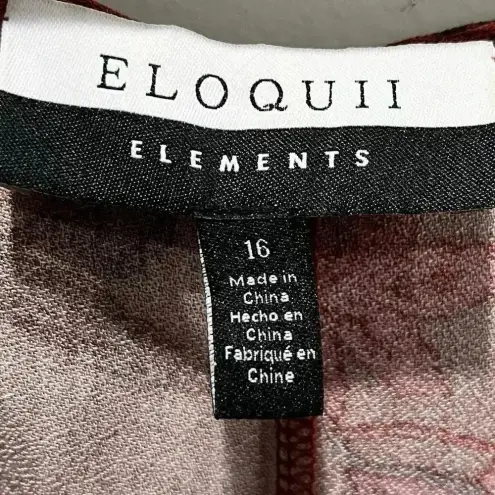 ELOQUII
ELEMENTS
16
Made in
China
Hecho en
China
Fabriqué en
Chine